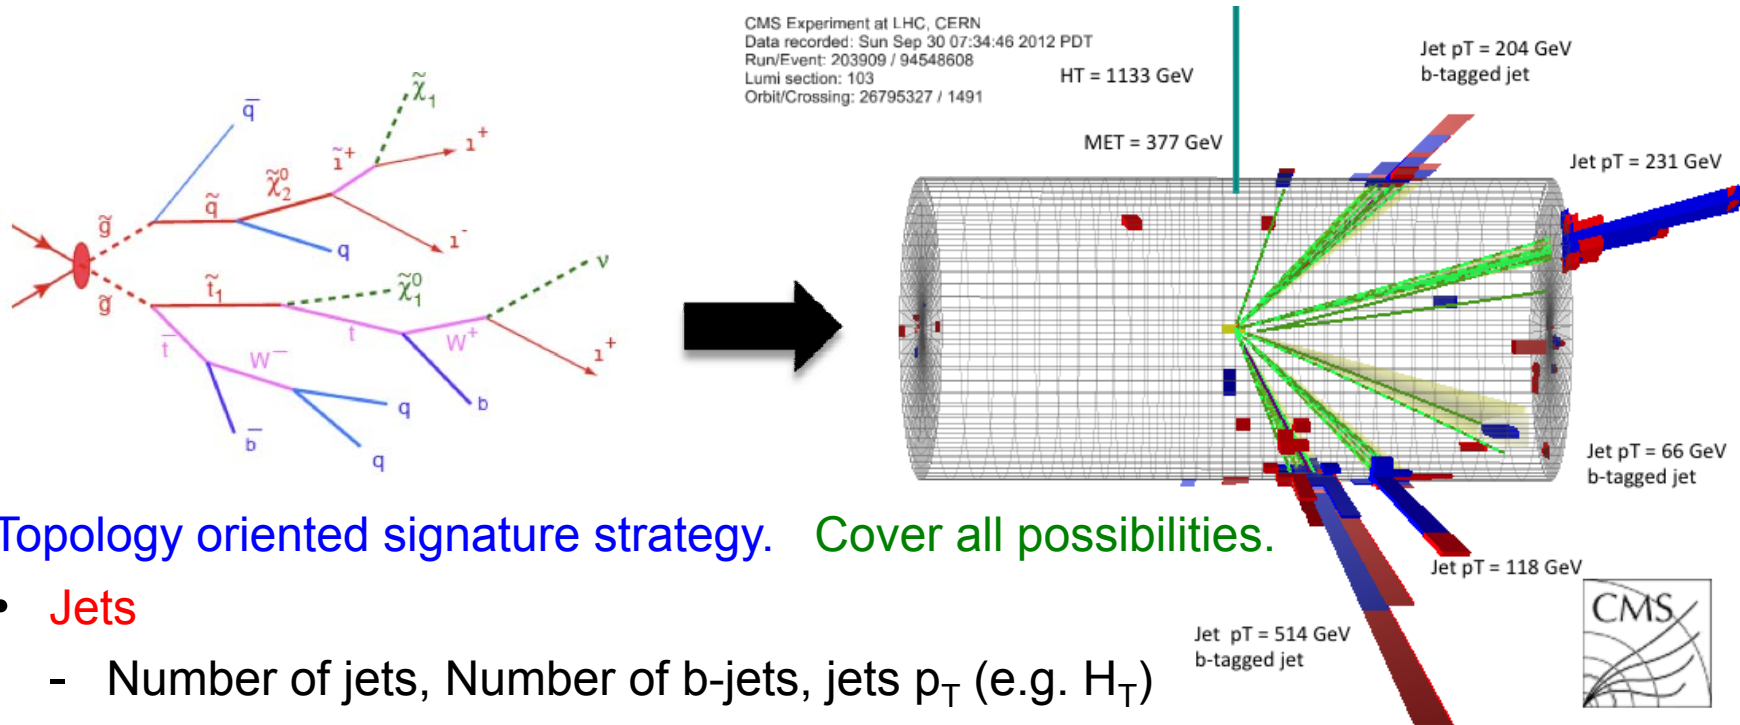 CMS Experiment at LHC, CERN
Data recorded: Sun Sep 30 07:34:46 2012 PDT
Run/Event: 203909 / 94548608
Lumi section: 103
Orbit/Crossing: 26795327 / 1491
HT = 1133 GeV
MET = 377 GeV
Jet pT = 204 GeV
b-tagged jet
Jet pT = 231 GeV
Jet pT = 66 GeV
b-tagged jet
Jet pT = 118 GeV
Jet pT = 514 GeV
b-tagged jet
q̅
χ̃₁
l̃⁺
l⁺
χ̃₂⁰
q̃
g̃
l⁻
q
g̃
t̃₁
χ̃₁⁰
ν
t
W⁺
l⁺
t̅
W⁻
b
q
b̅
q
Topology oriented signature strategy. Cover all possibilities.
• Jets
- Number of jets, Number of b-jets, jets p_T (e.g. H_T)
CMS